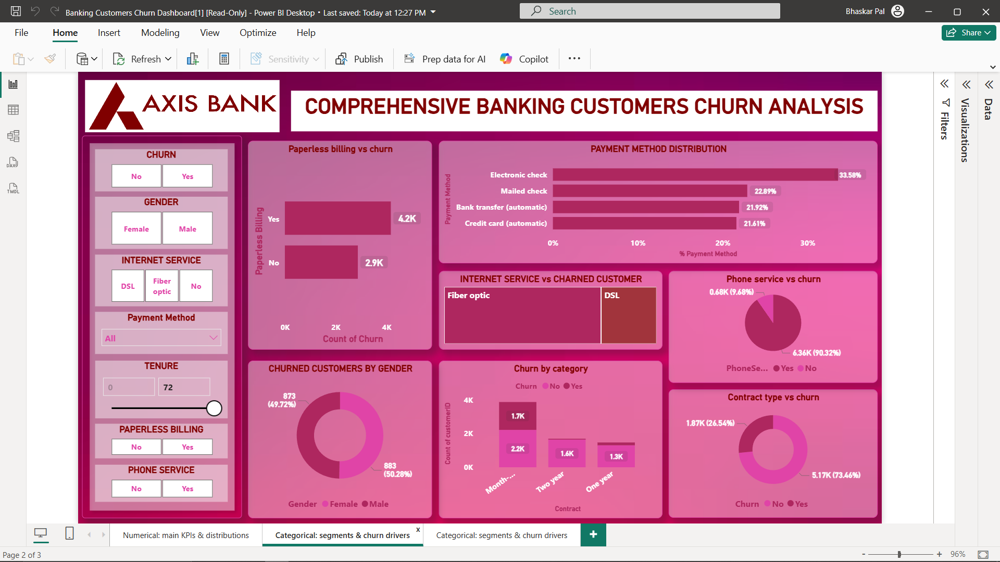 Banking Customers Churn Dashboard[1] [Read-Only] - Power BI Desktop • Last saved: Today at 12:27 PM
Search
Bhaskar Pal
File
Home
Insert
Modeling
View
Optimize
Help
Share
Refresh
Sensitivity
Publish
Prep data for AI
Copilot
DAX
TMDL
AXIS BANK
COMPREHENSIVE BANKING CUSTOMERS CHURN ANALYSIS
CHURN
No
Yes
GENDER
Female
Male
INTERNET SERVICE
DSL
Fiber
optic
No
Payment Method
All
TENURE
0
72
PAPERLESS BILLING
No
Yes
PHONE SERVICE
No
Yes
Paperless billing vs churn
Paperless Billing
Yes
4.2K
No
2.9K
0K
2K
4K
Count of Churn
PAYMENT METHOD DISTRIBUTION
Payment Method
Electronic check
33.58%
Mailed check
22.89%
Bank transfer (automatic)
21.92%
Credit card (automatic)
21.61%
0%
10%
20%
30%
% Payment Method
INTERNET SERVICE vs CHARNED CUSTOMER
Fiber optic
DSL
Phone service vs churn
0.68K (9.68%)
6.36K (90.32%)
PhoneSe...
Yes
No
CHURNED CUSTOMERS BY GENDER
873
(49.72%)
883
(50.28%)
Gender
Female
Male
Churn by category
Churn
No
Yes
Count of customerID
4K
2K
0K
1.7K
2.2K
1.6K
1.3K
Month-...
Two year
One year
Contract
Contract type vs churn
1.87K (26.54%)
5.17K (73.46%)
Churn
No
Yes
Filters
Visualizations
Data
Numerical: main KPIs & distributions
Categorical: segments & churn drivers
x
Categorical: segments & churn drivers
+
Page 2 of 3
- +
96%